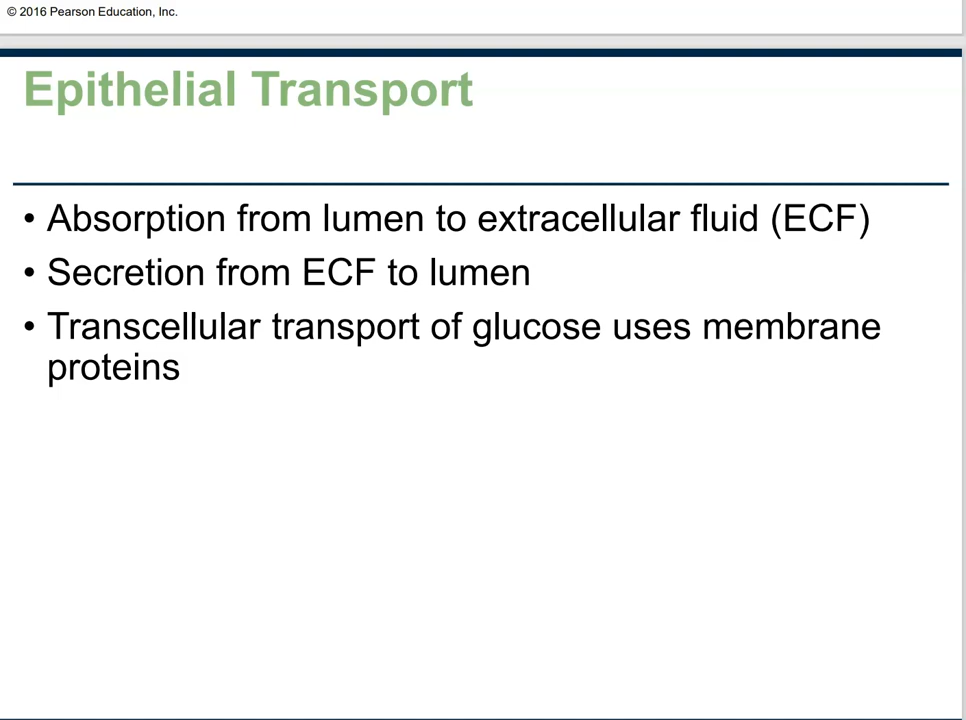 © 2016 Pearson Education, Inc.
Epithelial Transport
• Absorption from lumen to extracellular fluid (ECF)
• Secretion from ECF to lumen
• Transcellular transport of glucose uses membrane
proteins